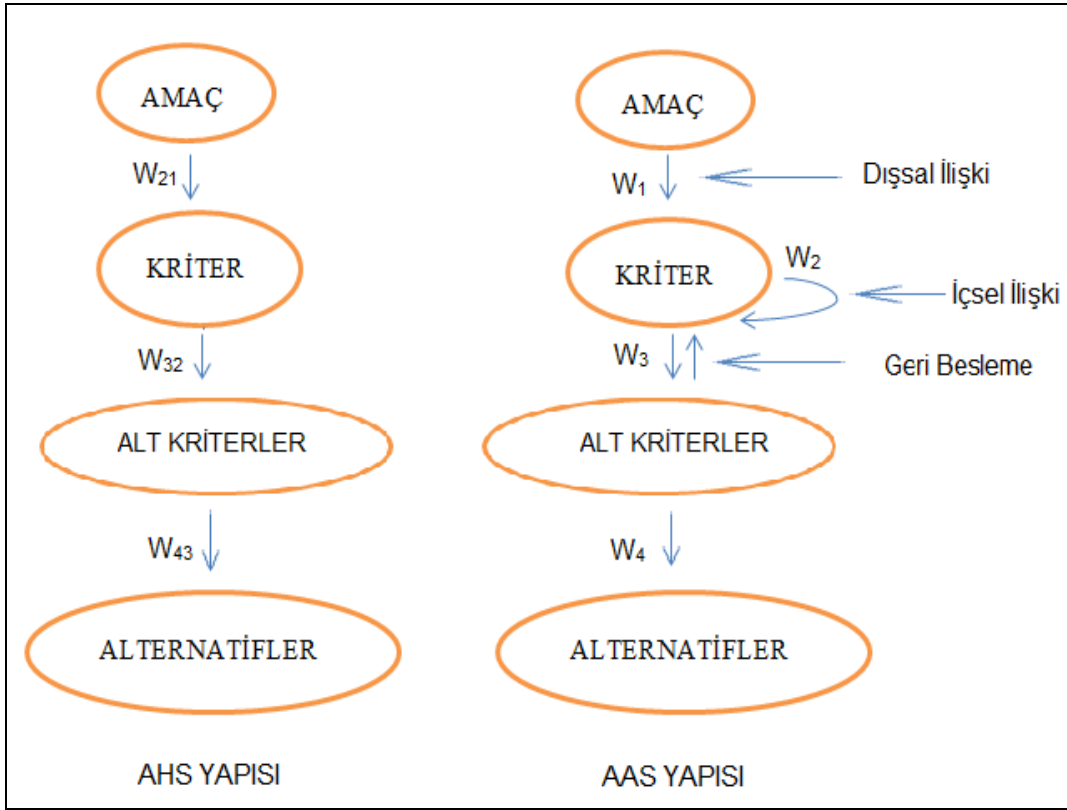 AMAÇ
W21
KRİTER
W32
ALT KRİTERLER
W43
ALTERNATİFLER
AHS YAPISI
AMAÇ
W1
Dışsal İlişki
KRİTER
W2
İçsel İlişki
W3
Geri Besleme
ALT KRİTERLER
W4
ALTERNATİFLER
AAS YAPISI